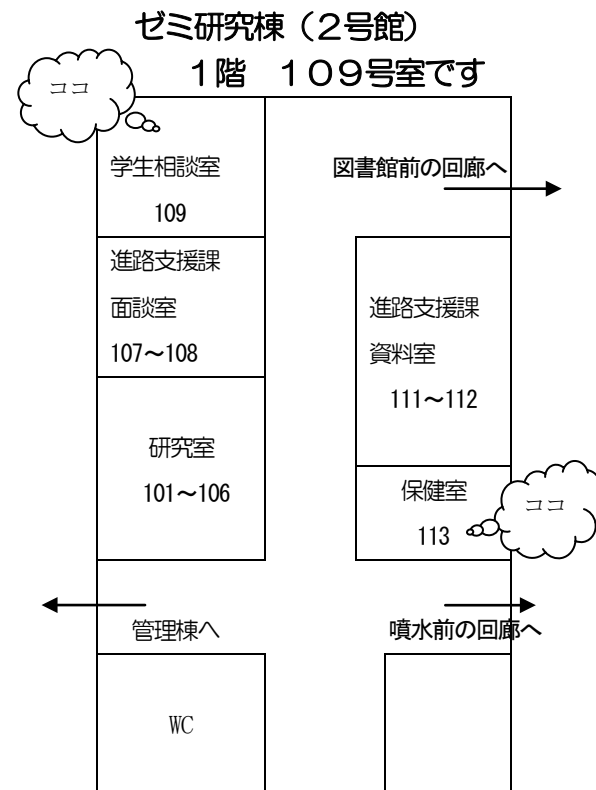 ゼミ研究棟（２号館）
１階　１０９号室です
ココ
学生相談室
109
図書館前の回廊へ
進路支援課
面談室
107～108
進路支援課
資料室
111～112
研究室
101～106
保健室
113
ココ
管理棟へ
噴水前の回廊へ
WC